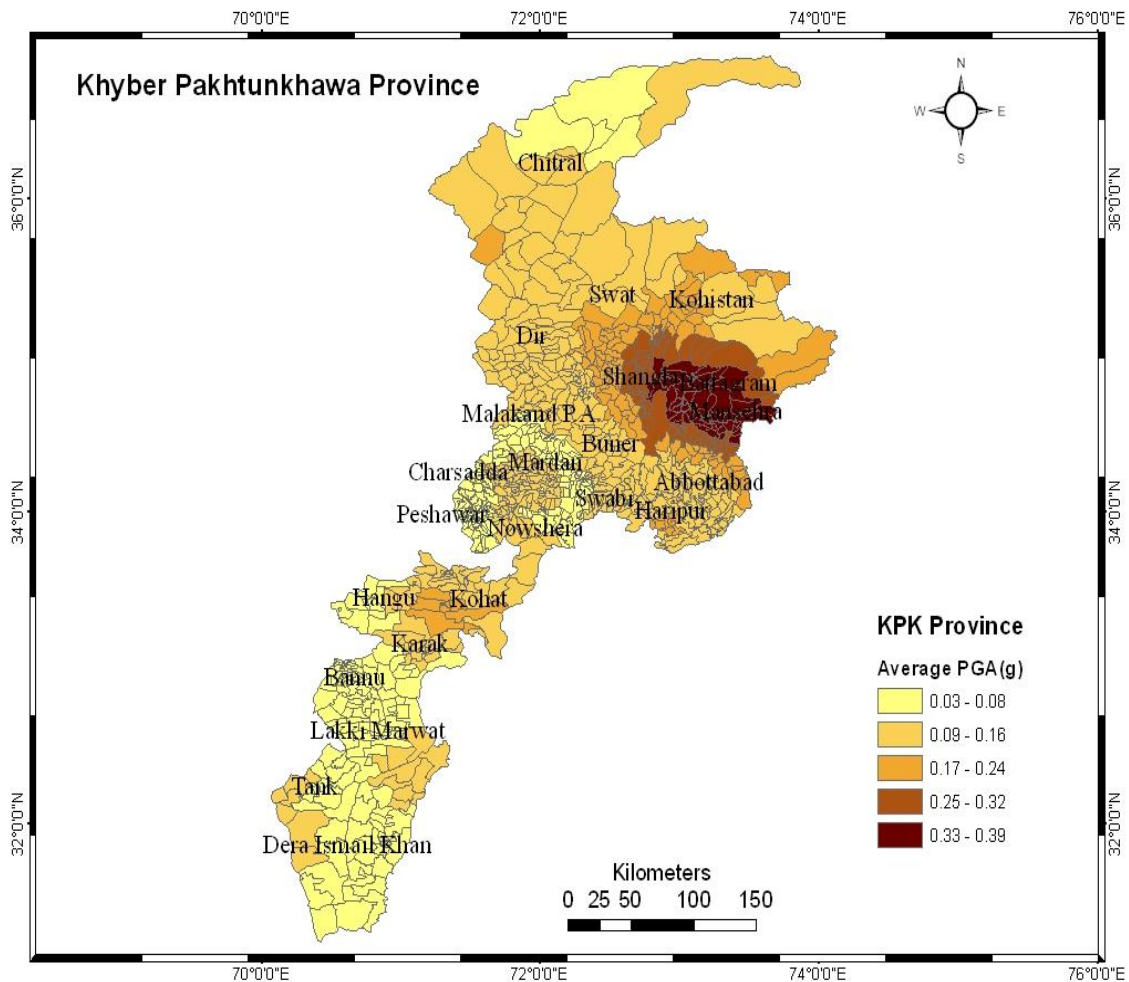 70°0'0"E 72°0'0"E 74°0'0"E 76°0'0"E
Khyber Pakhtunkhawa Province
N
W E
S
Chitral
36°0'0"N 36°0'0"N
Swat
Kohistan
Dir
Shangla Battagram
Mansehra
Malakand P.A.
Buner
Mardan
Charsadda
Abbottabad
Swabi
Haripur
Peshawar
34°0'0"N 34°0'0"N
Nowshera
Hangu Kohat
Karak
Bannu
Lakki Marwat
Tank
Dera Ismail Khan
32°0'0"N 32°0'0"N
KPK Province
Average PGA(g)
0.03 - 0.08
0.09 - 0.16
0.17 - 0.24
0.25 - 0.32
0.33 - 0.39
Kilometers
0 25 50 100 150
70°0'0"E 72°0'0"E 74°0'0"E 76°0'0"E